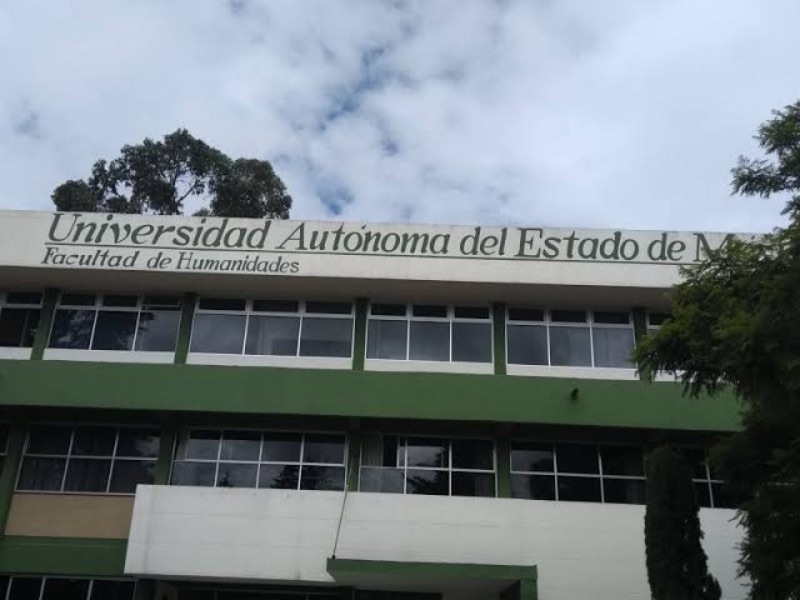 Universidad Autónoma del Estado de
Facultad de Humanidades